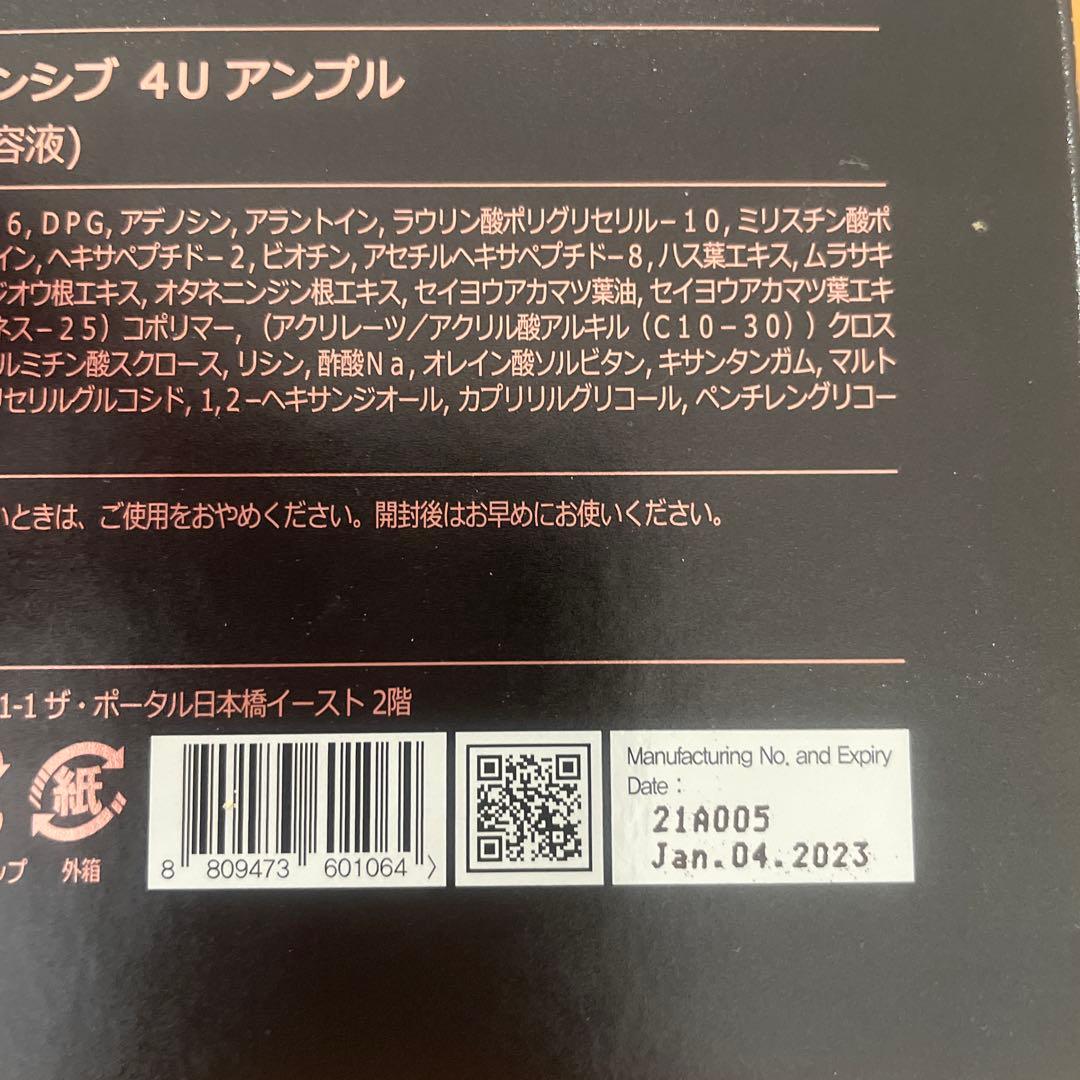 ンシブ 4U アンプル
容液)
6, DPG, アデノシン, アラントイン, ラウリン酸ポリグリセリル－10, ミリスチン酸ポ
イン, ヘキサペプチド－2, ビオチン, アセチルヘキサペプチド－8, ハス葉エキス, ムラサキ
ジオウ根エキス, オタネニンジン根エキス, セイヨウアカマツ葉油, セイヨウアカマツ葉エキ
ネス－25）コポリマー, （アクリレーツ／アクリル酸アルキル（C10－30））クロス
ルミチン酸スクロース, リシン, 酢酸Na, オレイン酸ソルビタン, キサンタンガム, マルト
リセリルグルコシド, 1,2－ヘキサンジオール, カプリリルグリコール, ペンチレングリコー
いときは、ご使用をおやめください。開封後はお早めにお使いください。
1-1 ザ・ポータル日本橋イースト 2階
紙
ップ 外箱
8 809473 601064
Manufacturing No. and Expiry
Date :
21A005
Jan.04.2023